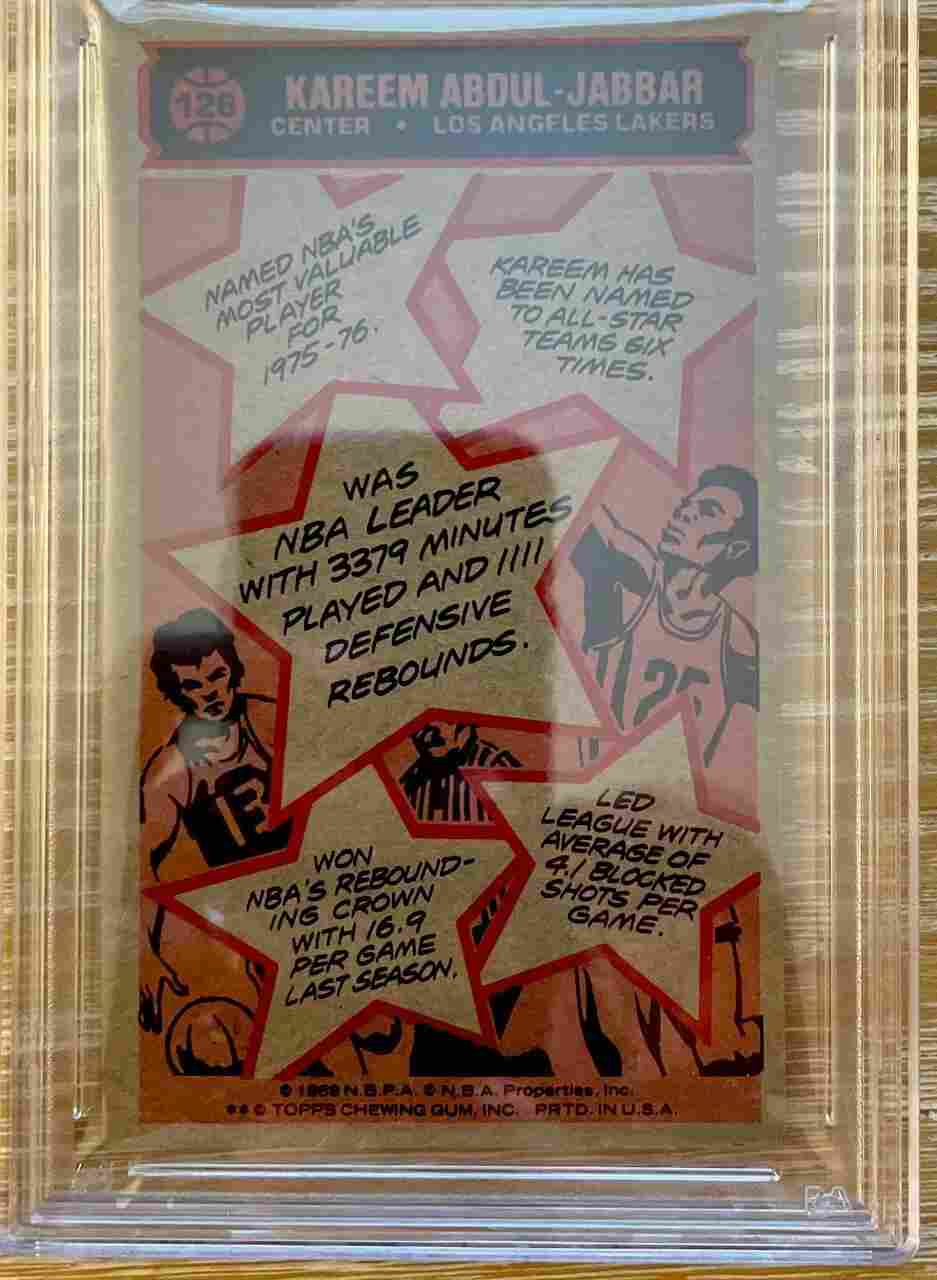 126
KAREEM ABDUL-JABBAR
CENTER • LOS ANGELES LAKERS
NAMED NBA'S
MOST VALUABLE
PLAYER
FOR
1975-76.
KAREEM HAS
BEEN NAMED
TO ALL-STAR
TEAMS SIX
TIMES.
WAS
NBA LEADER
WITH 3379 MINUTES
PLAYED AND 1111
DEFENSIVE
REBOUNDS.
25
LED
LEAGUE WITH
AVERAGE OF
4.1 BLOCKED
SHOTS PER
GAME.
WON
NBA'S REBOUND-
ING CROWN
WITH 16.9
PER GAME
LAST SEASON.
© 1969 N.B.P.A. © N.B.A. Properties, Inc.
** © TOPPS CHEWING GUM, INC. PRTD. IN U.S.A.